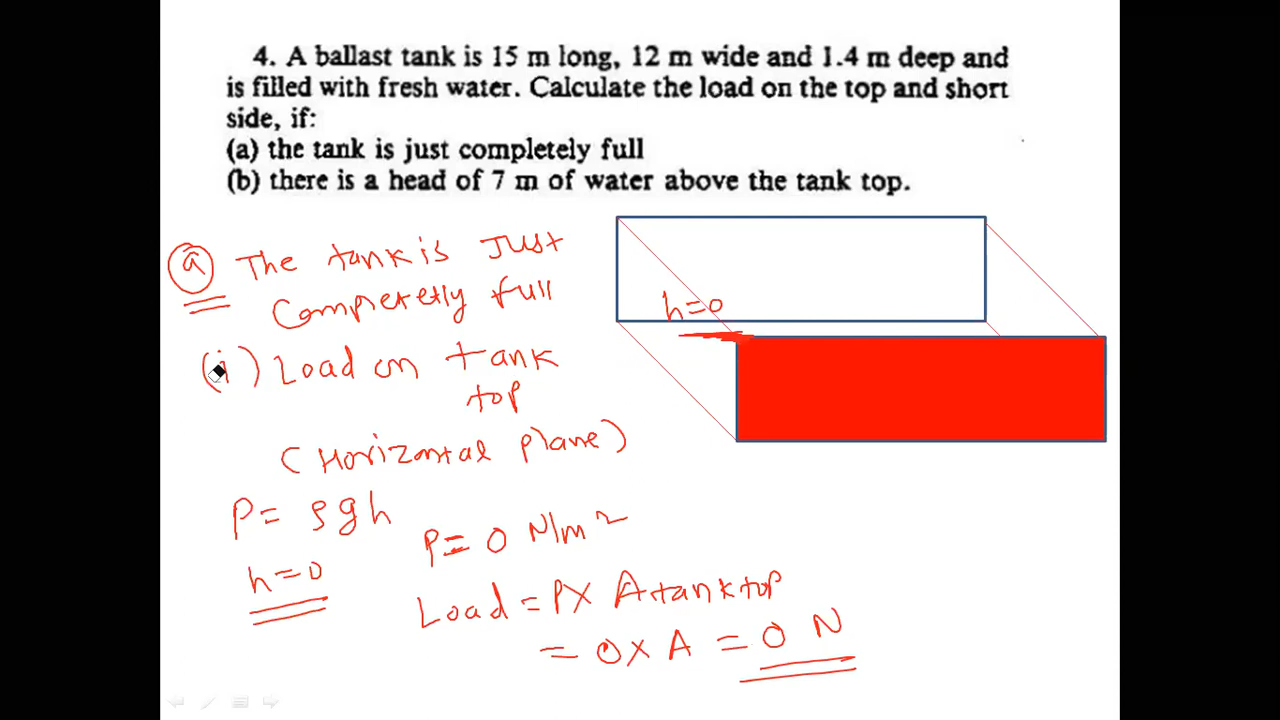 4. A ballast tank is 15 m long, 12 m wide and 1.4 m deep and
is filled with fresh water. Calculate the load on the top and short
side, if:
(a) the tank is just completely full
(b) there is a head of 7 m of water above the tank top.
(a) The tank is Just
Completely full
h=0
(i) Load on tank
top
(Horizontal plane)
P= ρgh
P= 0 N/m²
h=0
Load = P× A tank top
= 0× A = 0 N